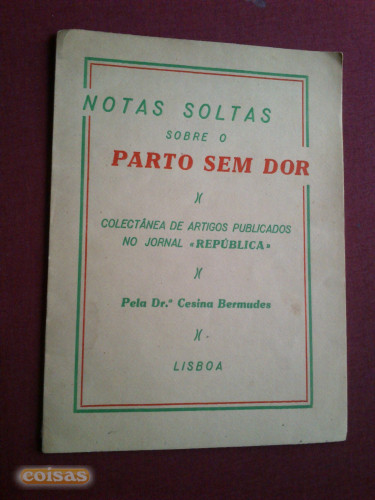 NOTAS SOLTAS
SOBRE O
PARTO SEM DOR
COLECTÂNEA DE ARTIGOS PUBLICADOS
NO JORNAL «REPÚBLICA»
Pela Dr.ª Cesina Bermudes
LISBOA
coisas